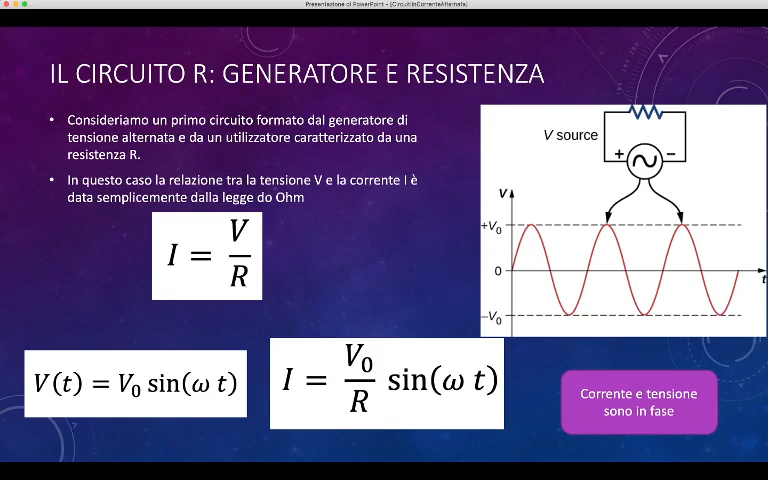 Presentazione di PowerPoint - [CircuitiInCorrenteAlternata]
IL CIRCUITO R: GENERATORE E RESISTENZA
• Consideriamo un primo circuito formato dal generatore di
tensione alternata e da un utilizzatore caratterizzato da una
resistenza R.
• In questo caso la relazione tra la tensione V e la corrente I è
data semplicemente dalla legge do Ohm
I = V/R
V(t) = V₀ sin(ω t)
I = V₀/R sin(ω t)
V source
+ −
V
+V₀
0
t
−V₀
Corrente e tensione
sono in fase